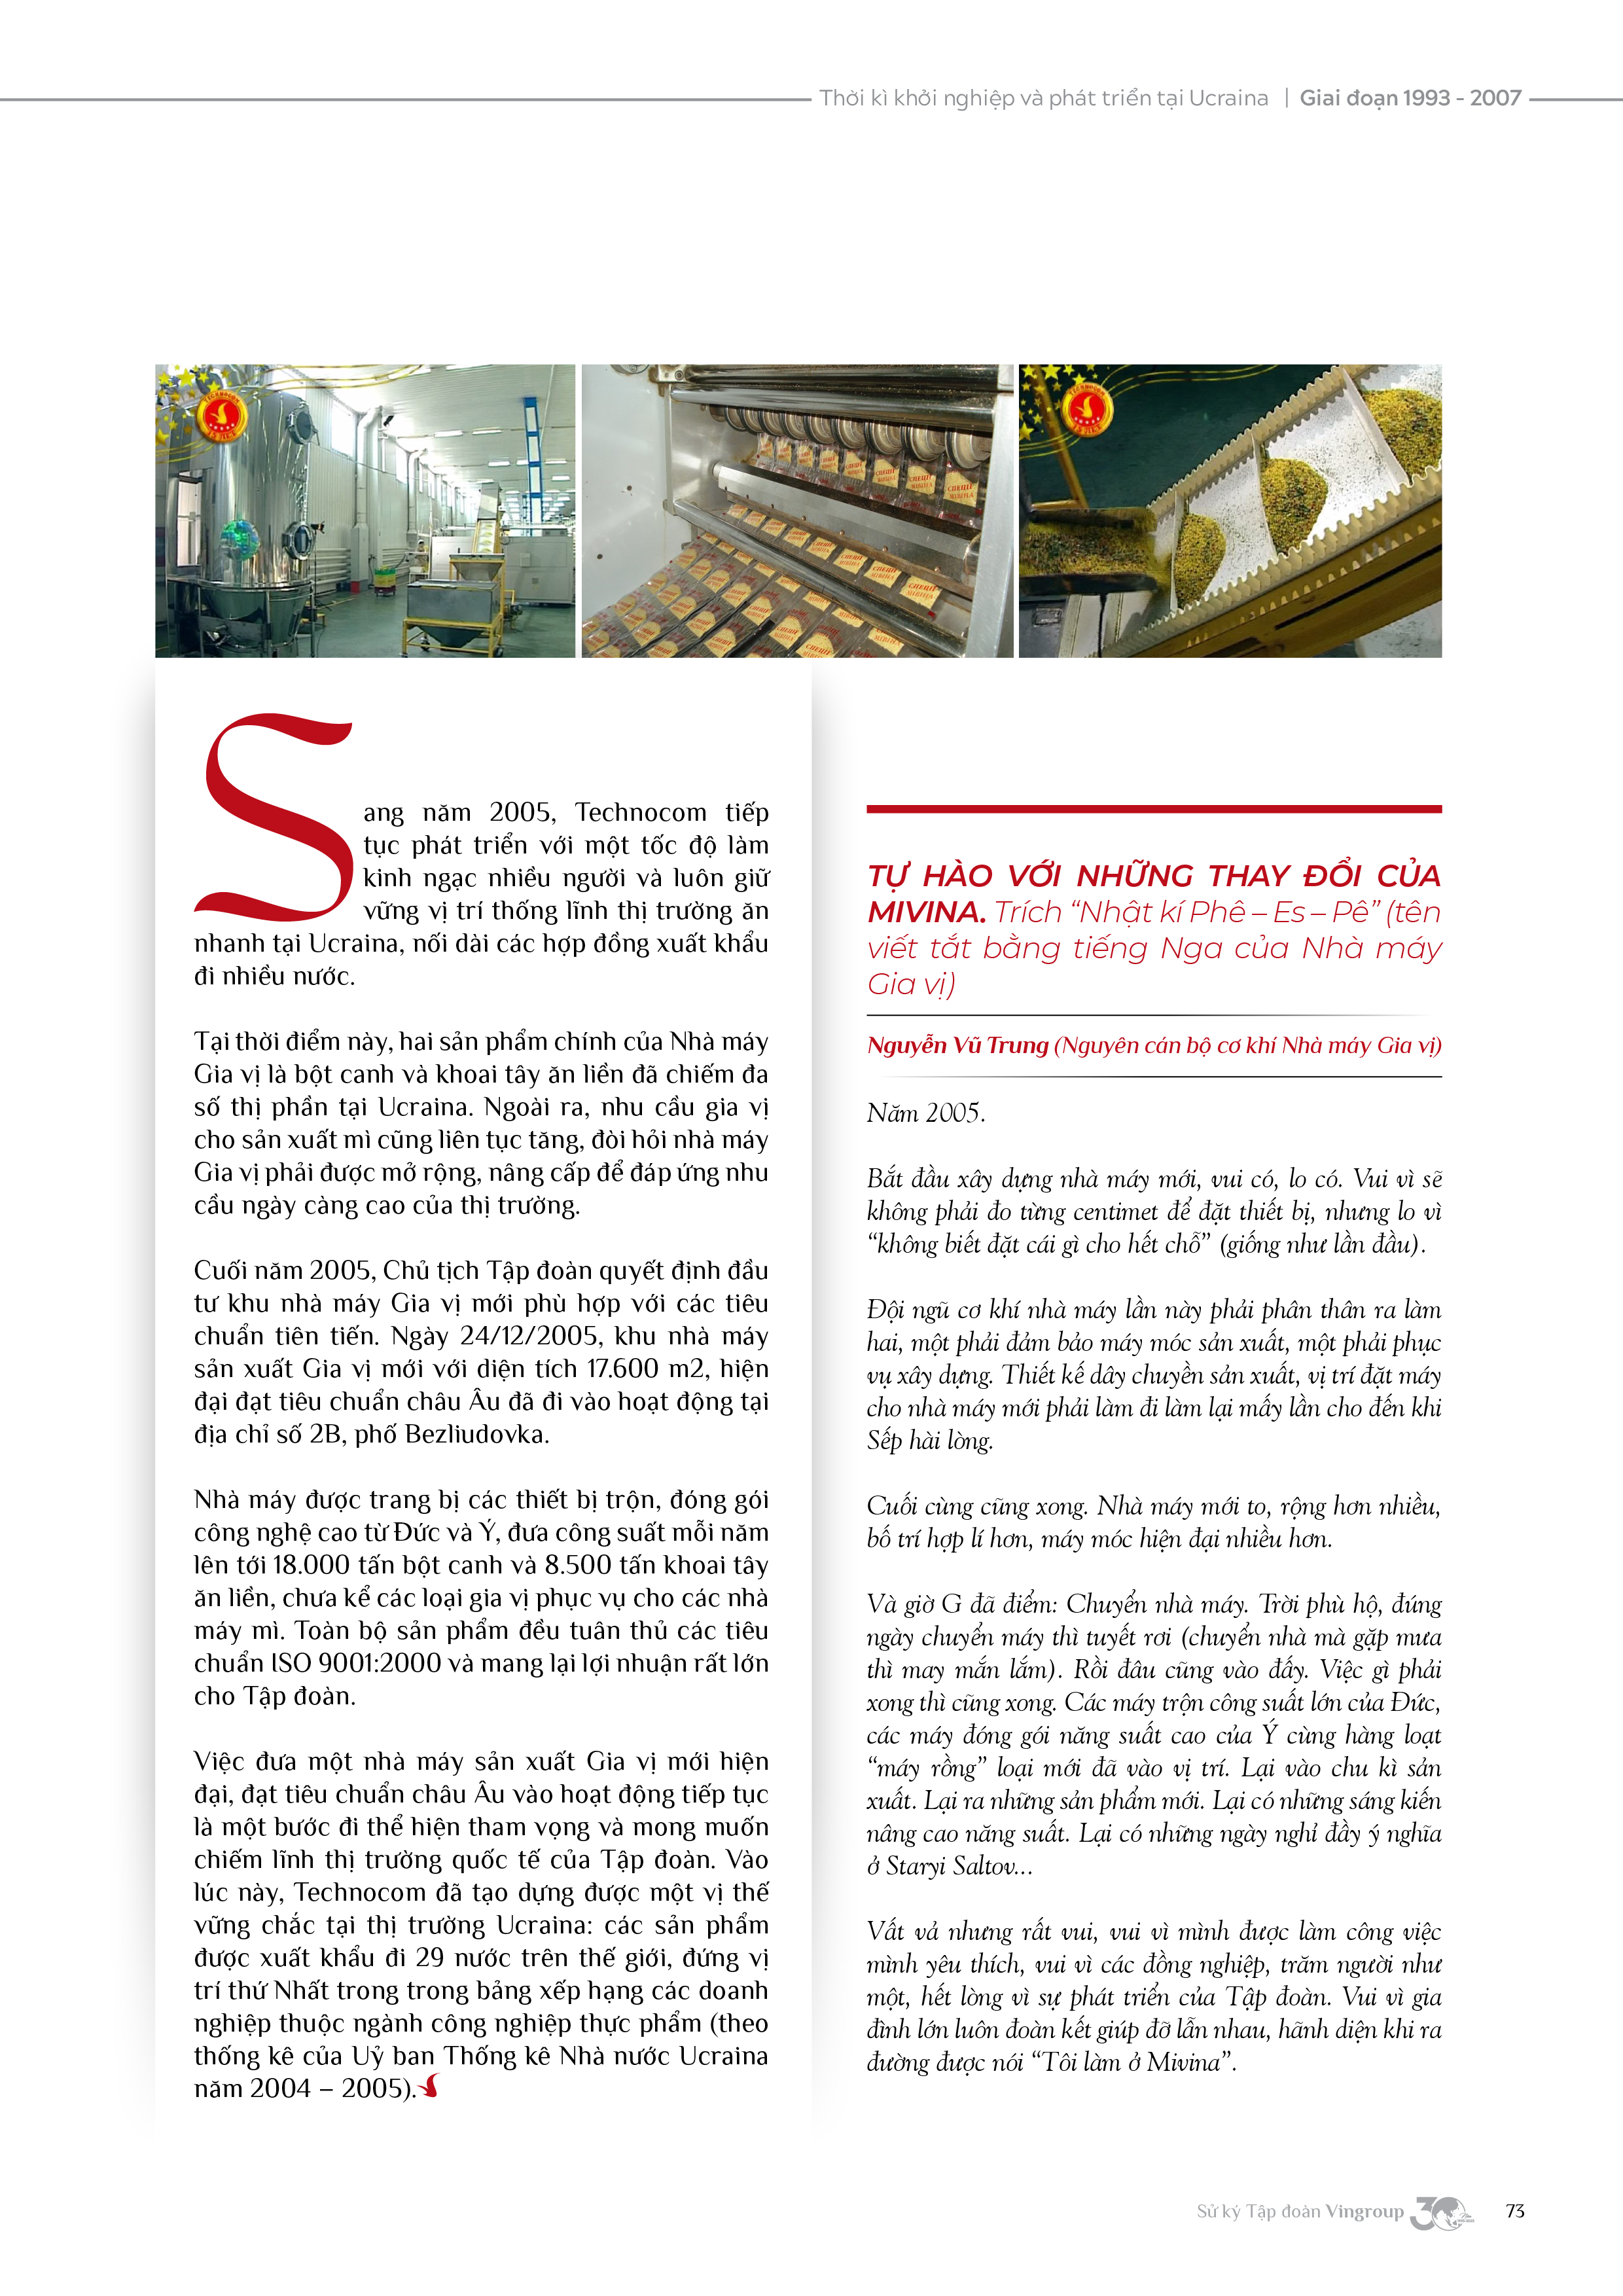 Thời kì khởi nghiệp và phát triển tại Ucraina | Giai đoạn 1993 - 2007
Sang năm 2005, Technocom tiếp
tục phát triển với một tốc độ làm
kinh ngạc nhiều người và luôn giữ
vững vị trí thống lĩnh thị trường ăn
nhanh tại Ucraina, nối dài các hợp đồng xuất khẩu
đi nhiều nước.
Tại thời điểm này, hai sản phẩm chính của Nhà máy
Gia vị là bột canh và khoai tây ăn liền đã chiếm đa
số thị phần tại Ucraina. Ngoài ra, nhu cầu gia vị
cho sản xuất mì cũng liên tục tăng, đòi hỏi nhà máy
Gia vị phải được mở rộng, nâng cấp để đáp ứng nhu
cầu ngày càng cao của thị trường.
Cuối năm 2005, Chủ tịch Tập đoàn quyết định đầu
tư khu nhà máy Gia vị mới phù hợp với các tiêu
chuẩn tiên tiến. Ngày 24/12/2005, khu nhà máy
sản xuất Gia vị mới với diện tích 17.600 m2, hiện
đại đạt tiêu chuẩn châu Âu đã đi vào hoạt động tại
địa chỉ số 2B, phố Bezliudovka.
Nhà máy được trang bị các thiết bị trộn, đóng gói
công nghệ cao từ Đức và Ý, đưa công suất mỗi năm
lên tới 18.000 tấn bột canh và 8.500 tấn khoai tây
ăn liền, chưa kể các loại gia vị phục vụ cho các nhà
máy mì. Toàn bộ sản phẩm đều tuân thủ các tiêu
chuẩn ISO 9001:2000 và mang lại lợi nhuận rất lớn
cho Tập đoàn.
Việc đưa một nhà máy sản xuất Gia vị mới hiện
đại, đạt tiêu chuẩn châu Âu vào hoạt động tiếp tục
là một bước đi thể hiện tham vọng và mong muốn
chiếm lĩnh thị trường quốc tế của Tập đoàn. Vào
lúc này, Technocom đã tạo dựng được một vị thế
vững chắc tại thị trường Ucraina: các sản phẩm
được xuất khẩu đi 29 nước trên thế giới, đứng vị
trí thứ Nhất trong trong bảng xếp hạng các doanh
nghiệp thuộc ngành công nghiệp thực phẩm (theo
thống kê của Uỷ ban Thống kê Nhà nước Ucraina
năm 2004 – 2005).
TỰ HÀO VỚI NHỮNG THAY ĐỔI CỦA
MIVINA. Trích “Nhật kí Phê – Es – Pê” (tên
viết tắt bằng tiếng Nga của Nhà máy
Gia vị)
Nguyễn Vũ Trung (Nguyên cán bộ cơ khí Nhà máy Gia vị)
Năm 2005.
Bắt đầu xây dựng nhà máy mới, vui có, lo có. Vui vì sẽ
không phải đo từng centimet để đặt thiết bị, nhưng lo vì
“không biết đặt cái gì cho hết chỗ” (giống như lần đầu).
Đội ngũ cơ khí nhà máy lần này phải phân thân ra làm
hai, một phải đảm bảo máy móc sản xuất, một phải phục
vụ xây dựng. Thiết kế dây chuyền sản xuất, vị trí đặt máy
cho nhà máy mới phải làm đi làm lại mấy lần cho đến khi
Sếp hài lòng.
Cuối cùng cũng xong. Nhà máy mới to, rộng hơn nhiều,
bố trí hợp lí hơn, máy móc hiện đại nhiều hơn.
Và giờ G đã điểm: Chuyển nhà máy. Trời phù hộ, đúng
ngày chuyển máy thì tuyết rơi (chuyển nhà mà gặp mưa
thì may mắn lắm). Rồi đâu cũng vào đấy. Việc gì phải
xong thì cũng xong. Các máy trộn công suất lớn của Đức,
các máy đóng gói năng suất cao của Ý cùng hàng loạt
“máy rồng” loại mới đã vào vị trí. Lại vào chu kì sản
xuất. Lại ra những sản phẩm mới. Lại có những sáng kiến
nâng cao năng suất. Lại có những ngày nghỉ đầy ý nghĩa
ở Staryi Saltov...
Vất vả nhưng rất vui, vui vì mình được làm công việc
mình yêu thích, vui vì các đồng nghiệp, trăm người như
một, hết lòng vì sự phát triển của Tập đoàn. Vui vì gia
đình lớn luôn đoàn kết giúp đỡ lẫn nhau, hãnh diện khi ra
đường được nói “Tôi làm ở Mivina”.
Sử ký Tập đoàn Vingroup 30 73